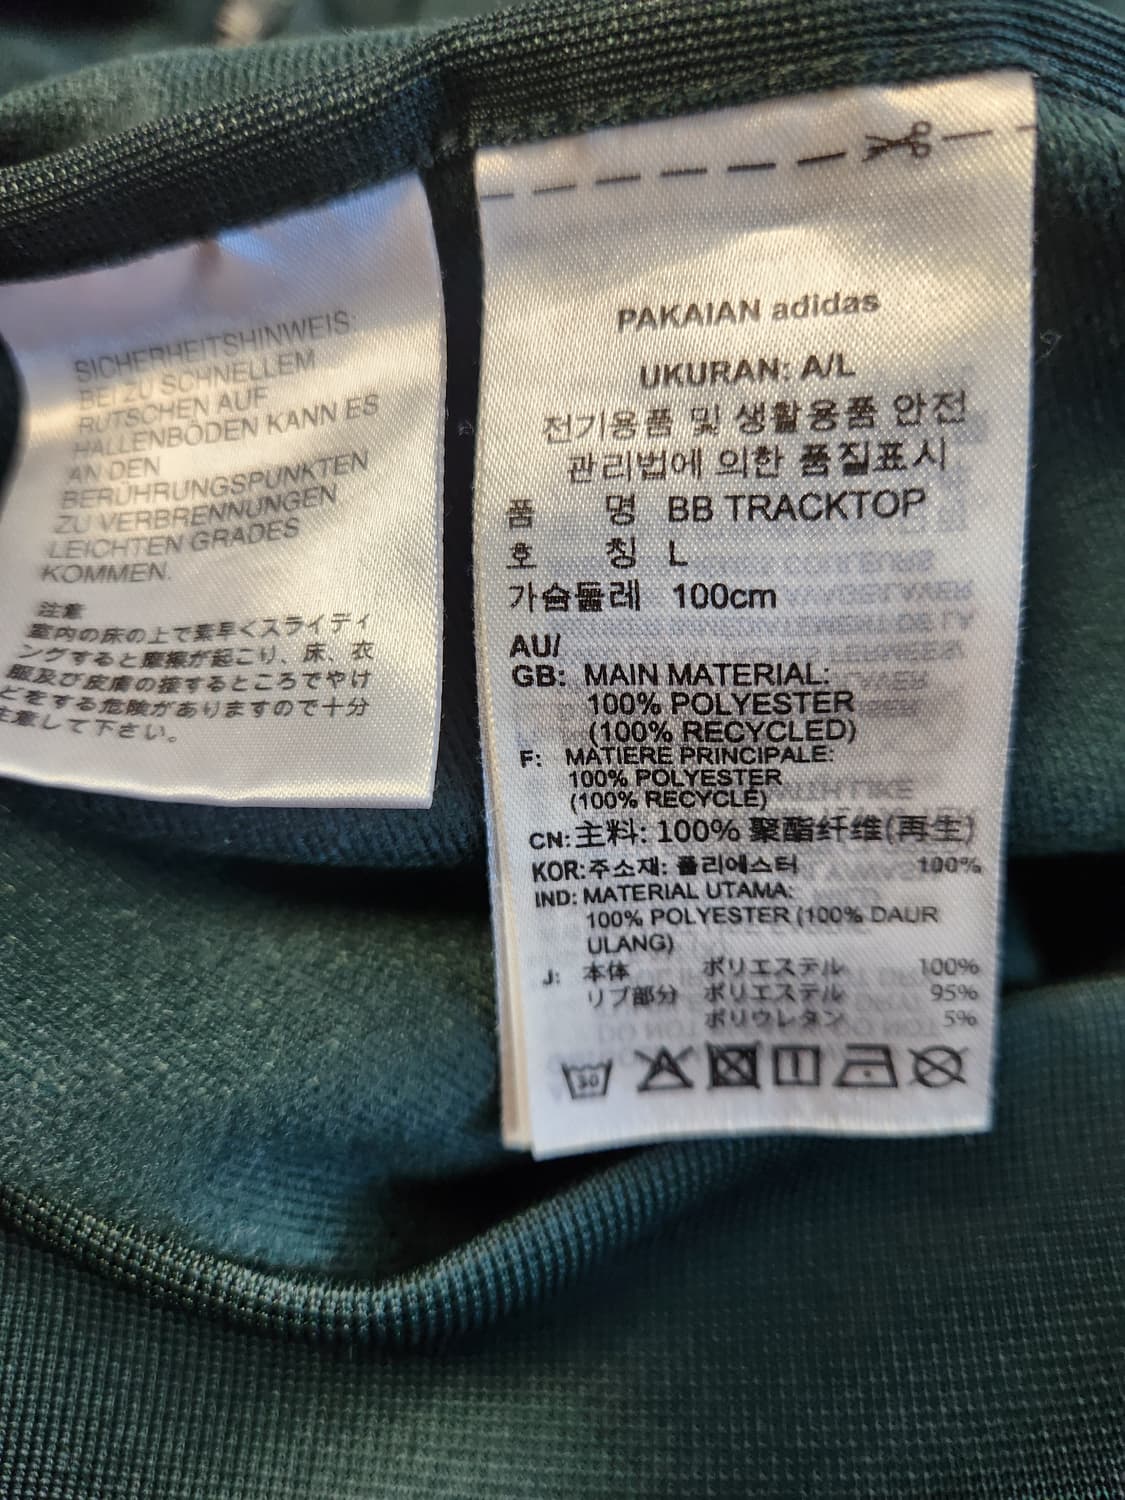 SICHERHEITSHINWEIS:
BEI ZU SCHNELLEM
RUTSCHEN AUF
HALLENBÖDEN KANN ES
AN DEN
BERÜHRUNGSPUNKTEN
ZU VERBRENNUNGEN
LEICHTEN GRADES
KOMMEN.
注意
室内の床の上で素早くスライディ
ングすると摩擦が起こり、床、衣
服及び皮膚の接するところでやけ
どをする危険がありますので十分
注意して下さい。
PAKAIAN adidas
UKURAN: A/L
전기용품 및 생활용품 안전
관리법에 의한 품질표시
품 명 BB TRACKTOP
호 칭 L
가슴둘레 100cm
AU/
GB: MAIN MATERIAL:
100% POLYESTER
(100% RECYCLED)
F: MATIERE PRINCIPALE:
100% POLYESTER
(100% RECYCLE)
CN: 主料: 100% 聚酯纤维(再生)
KOR: 주소재: 폴리에스터 100%
IND: MATERIAL UTAMA:
100% POLYESTER (100% DAUR
ULANG)
J: 本体 ポリエステル 100%
リブ部分 ポリエステル 95%
ポリウレタン 5%
30